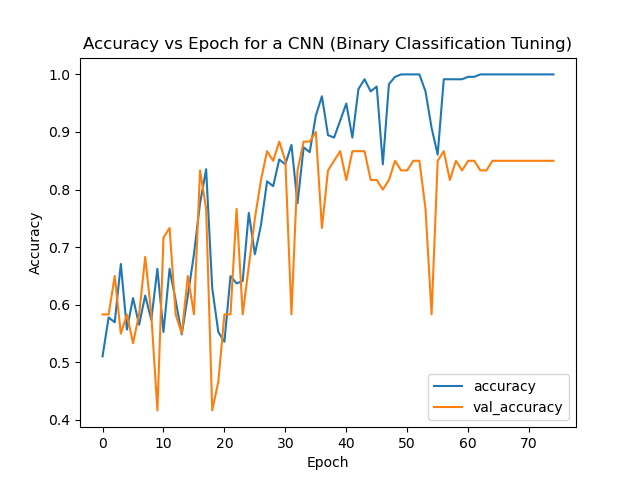 Accuracy vs Epoch for a CNN (Binary Classification Tuning)
1.0
0.9
0.8
0.7
0.6
0.5
0.4
Accuracy
accuracy
val_accuracy
0 10 20 30 40 50 60 70
Epoch